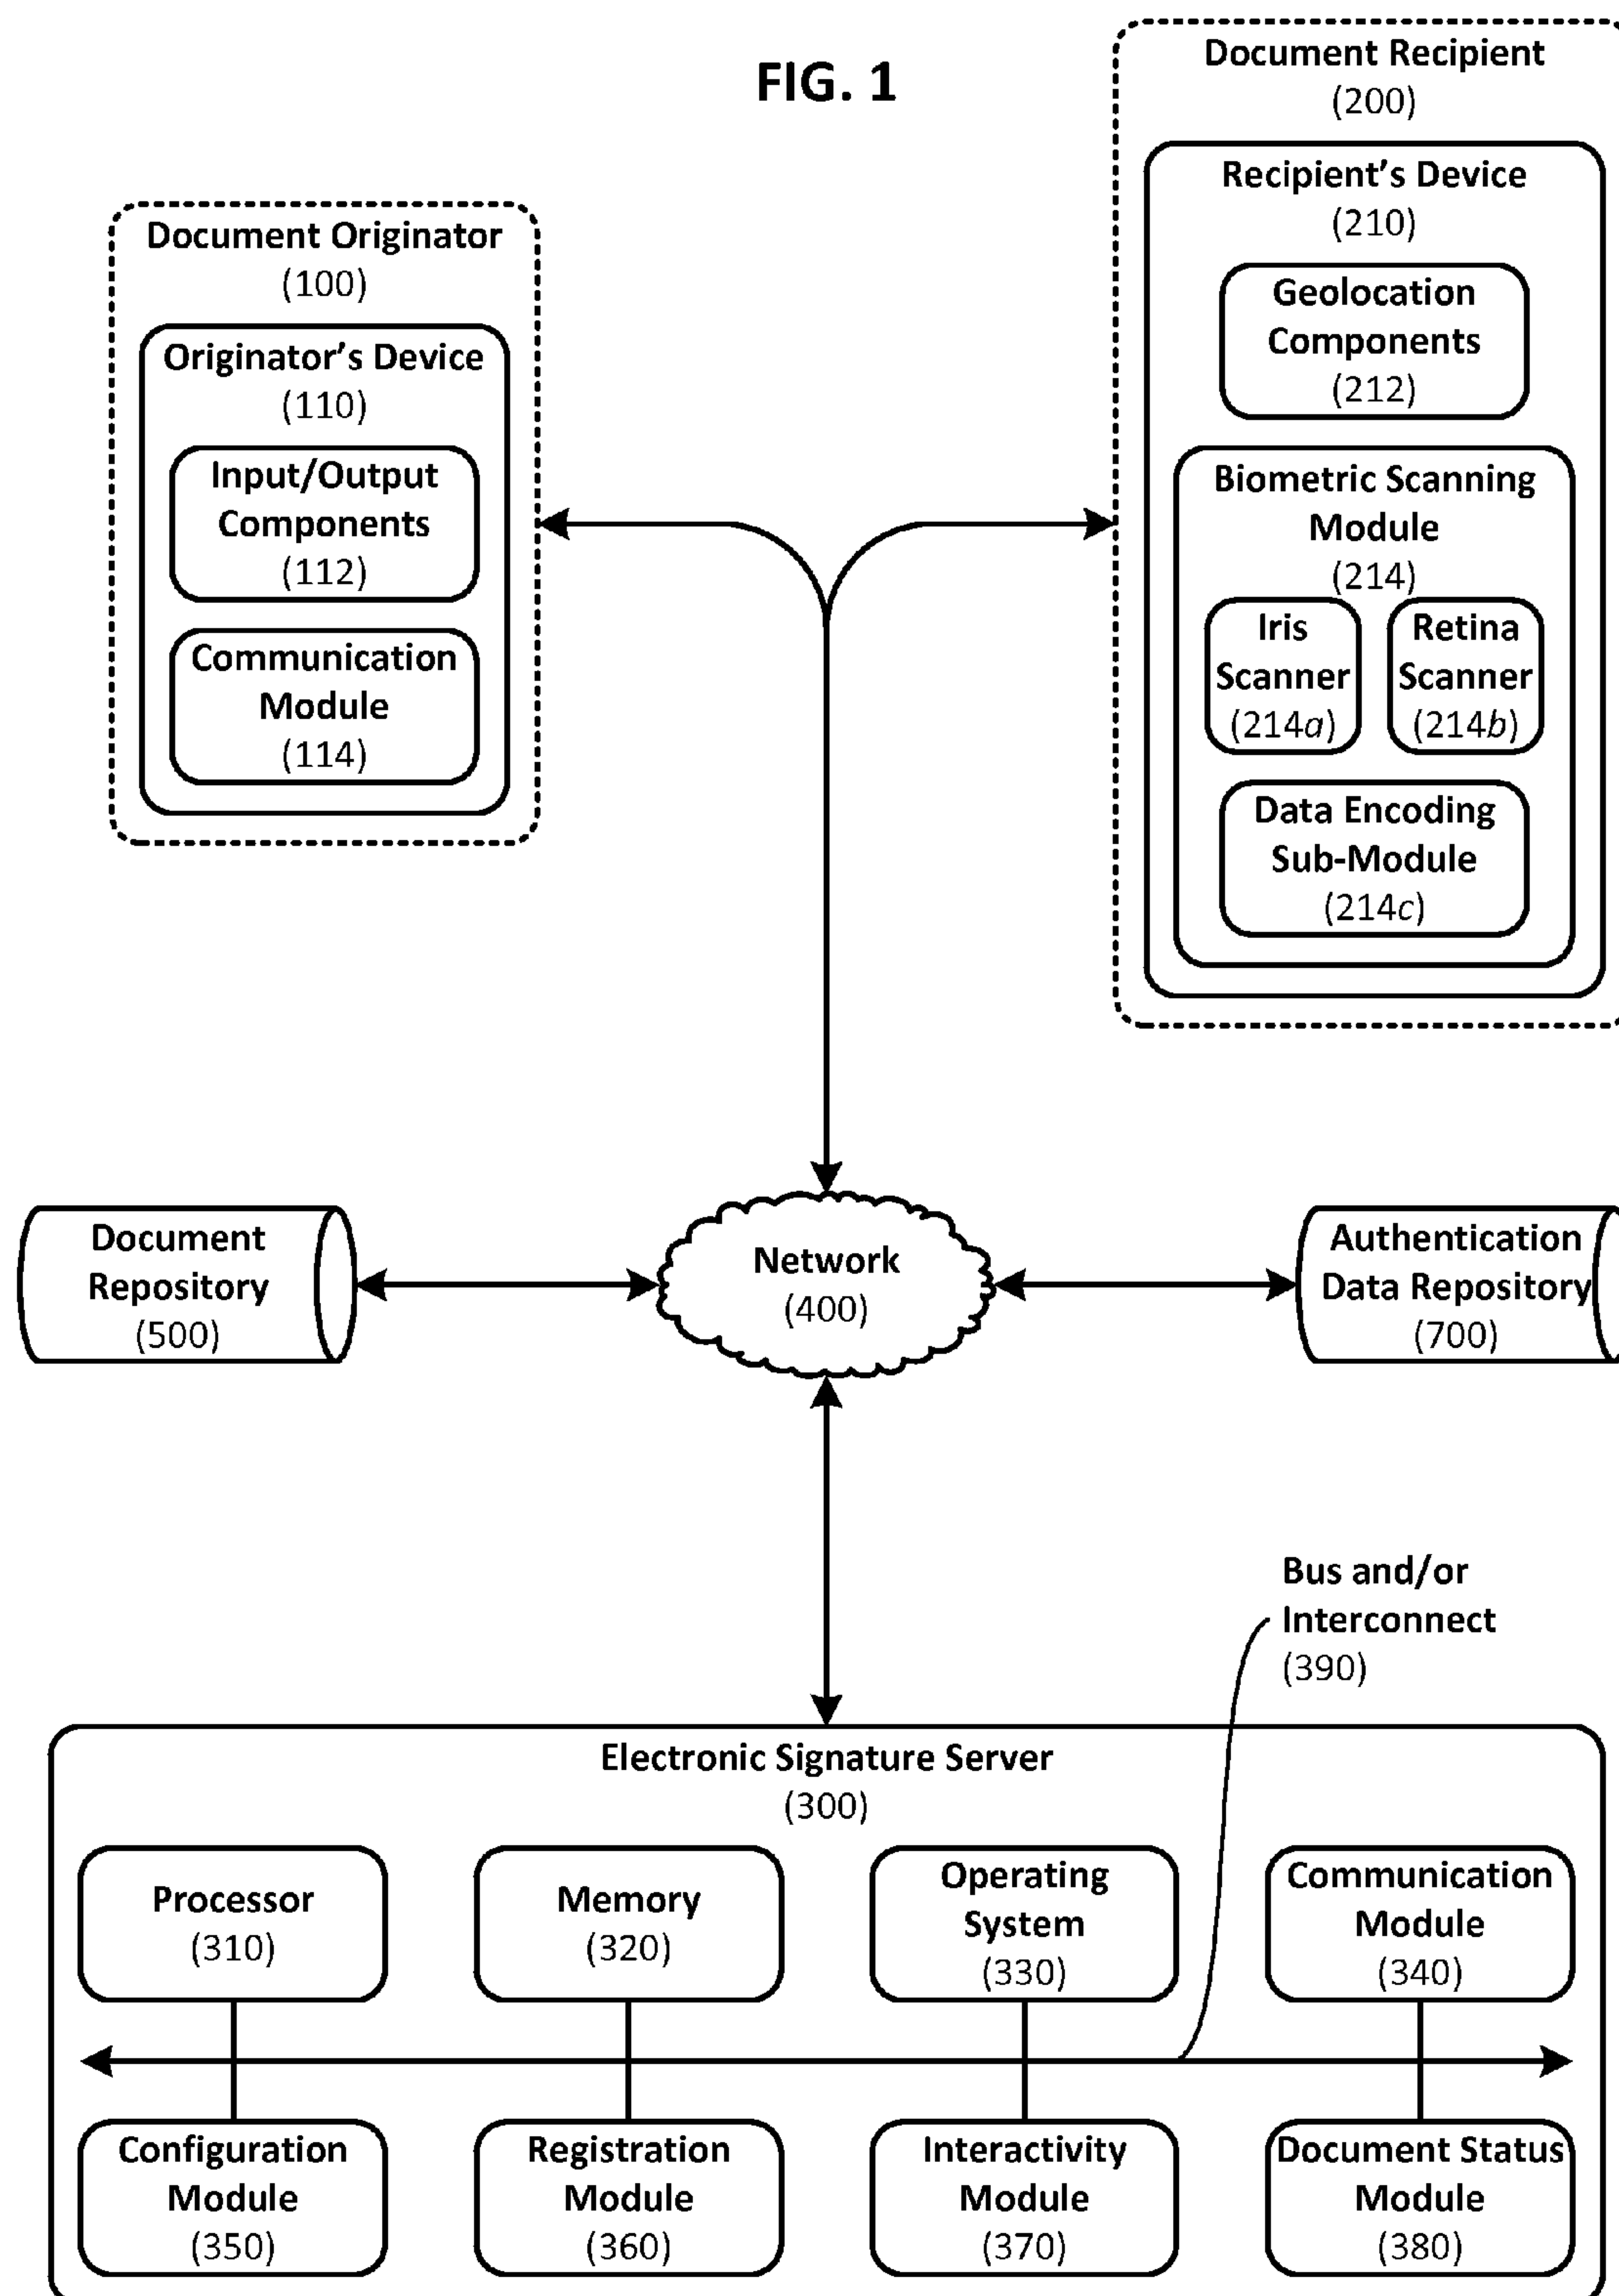 FIG. 1
Document Originator
(100)
Originator’s Device
(110)
Input/Output
Components
(112)
Communication
Module
(114)
Document Recipient
(200)
Recipient’s Device
(210)
Geolocation
Components
(212)
Biometric Scanning
Module
(214)
Iris
Scanner
(214a)
Retina
Scanner
(214b)
Data Encoding
Sub-Module
(214c)
Document
Repository
(500)
Network
(400)
Authentication
Data Repository
(700)
Bus and/or
Interconnect
(390)
Electronic Signature Server
(300)
Processor
(310)
Memory
(320)
Operating
System
(330)
Communication
Module
(340)
Configuration
Module
(350)
Registration
Module
(360)
Interactivity
Module
(370)
Document Status
Module
(380)